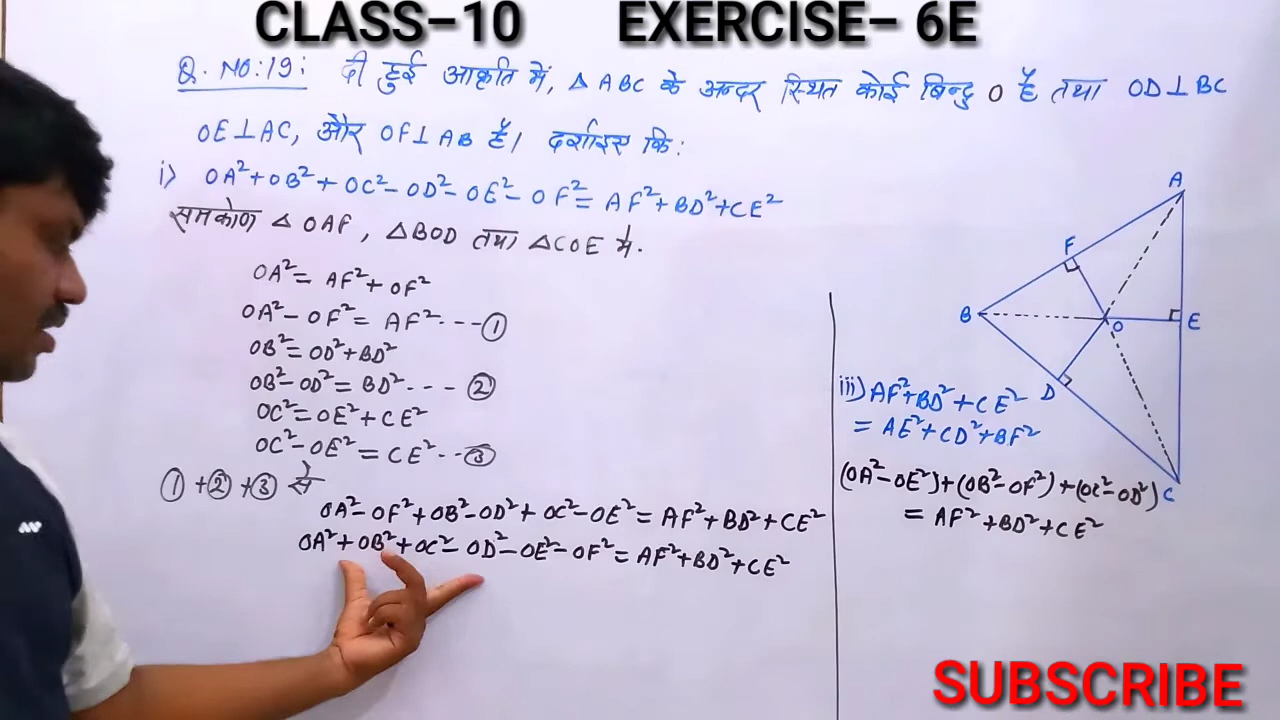 CLASS-10 EXERCISE- 6E
Q. NO:19: दी हुई आकृति में, △ABC के अन्दर स्थित कोई बिन्दु O है तथा OD⊥BC
OE⊥AC, और OF⊥AB है। दर्शाइए कि:
i) OA²+OB²+OC²-OD²-OE²-OF²= AF²+BD²+CE²
समकोण △OAF, △BOD तथा △COE में.
OA²= AF²+OF²
OA²-OF²= AF²---①
OB²=OD²+BD²
OB²-OD²=BD²---②
OC²=OE²+CE²
OC²-OE²=CE²--③
①+②+③ से
OA²-OF²+OB²-OD²+OC²-OE²=AF²+BD²+CE²
OA²+OB²+OC²-OD²-OE²-OF²=AF²+BD²+CE²
A
F
B
O
E
D
C
iii) AF²+BD²+CE²
= AE²+CD²+BF²
(OA²-OE²)+(OB²-OF²)+(OC²-OD²)
= AF²+BD²+CE²
SUBSCRIBE